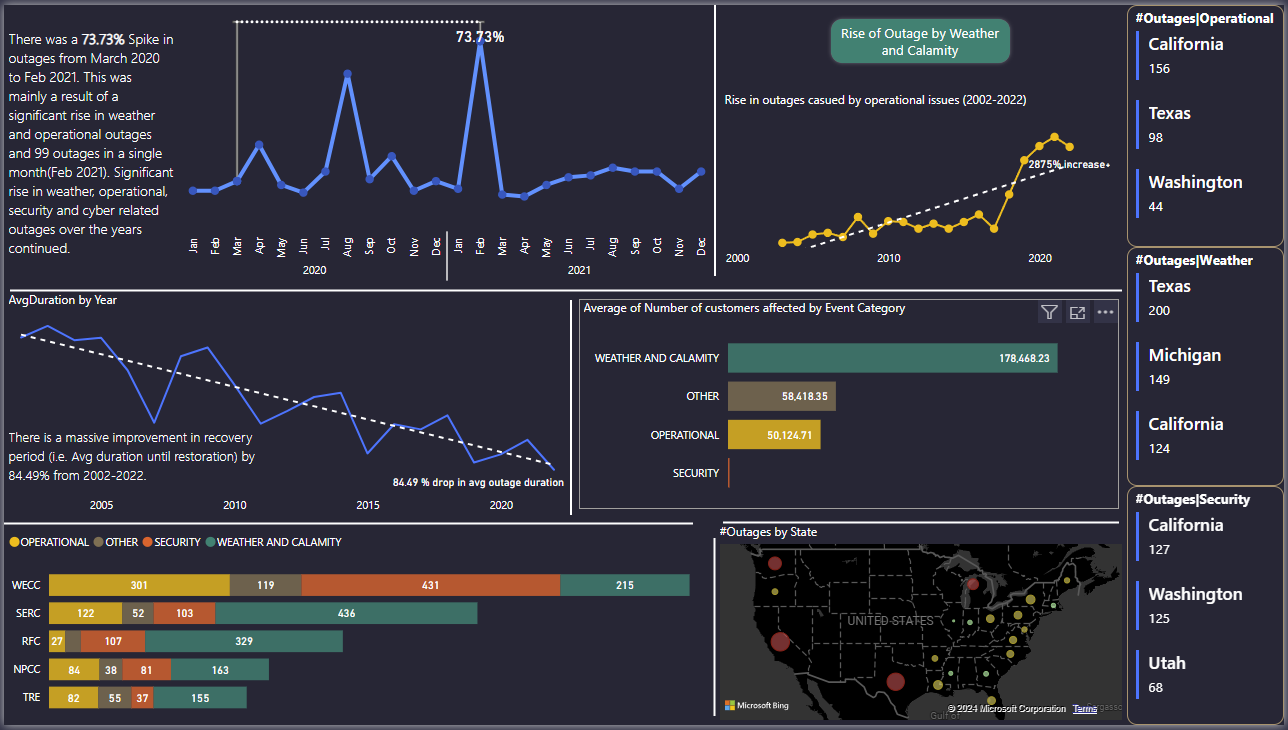 There was a 73.73% Spike in
outages from March 2020
to Feb 2021. This was
mainly a result of a
significant rise in weather
and operational outages
and 99 outages in a single
month(Feb 2021). Significant
rise in weather, operational,
security and cyber related
outages over the years
continued.
73.73%
Jan Feb Mar Apr May Jun Jul Aug Sep Oct Nov Dec Jan Feb Mar Apr May Jun Jul Aug Sep Oct Nov Dec
2020 2021
Rise of Outage by Weather
and Calamity
Rise in outages casued by operational issues (2002-2022)
2875% increase
2000 2010 2020
#Outages|Operational
California
156
Texas
98
Washington
44
#Outages|Weather
Texas
200
Michigan
149
California
124
#Outages|Security
California
127
Washington
125
Utah
68
AvgDuration by Year
There is a massive improvement in recovery
period (i.e. Avg duration until restoration) by
84.49% from 2002-2022.
84.49 % drop in avg outage duration
2005 2010 2015 2020
Average of Number of customers affected by Event Category
WEATHER AND CALAMITY 178,468.23
OTHER 58,418.35
OPERATIONAL 50,124.71
SECURITY
OPERATIONAL OTHER SECURITY WEATHER AND CALAMITY
WECC 301 119 431 215
SERC 122 52 103 436
RFC 27 107 329
NPCC 84 38 81 163
TRE 82 55 37 155
#Outages by State
UNITED STATES
Microsoft Bing
© 2024 Microsoft Corporation Terms
Gulf of